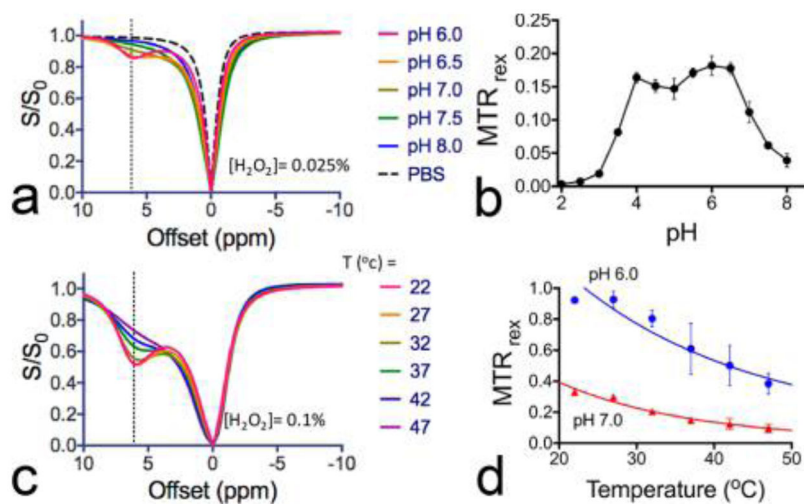 a
S/S0
1.0
0.8
0.6
0.4
0.2
0.0
10
5
0
-5
-10
Offset (ppm)
[H2O2]= 0.025%
pH 6.0
pH 6.5
pH 7.0
pH 7.5
pH 8.0
PBS
b
MTR rex
0.25
0.20
0.15
0.10
0.05
0.00
2
4
6
8
pH
c
S/S0
1.0
0.8
0.6
0.4
0.2
0.0
10
5
0
-5
-10
Offset (ppm)
[H2O2]= 0.1%
T (°c) =
22
27
32
37
42
47
d
MTR rex
1.0
0.8
0.6
0.4
0.2
0.0
20
30
40
50
Temperature (°C)
pH 6.0
pH 7.0